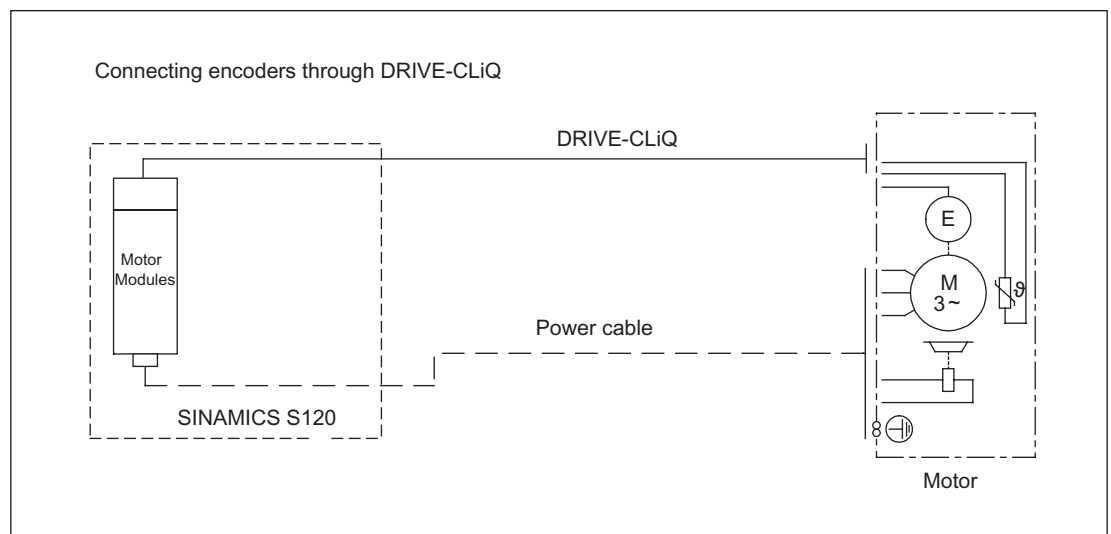 Connecting encoders through DRIVE-CLiQ
DRIVE-CLiQ
E
Motor
Modules
M
3~
ϑ
Power cable
SINAMICS S120
Motor